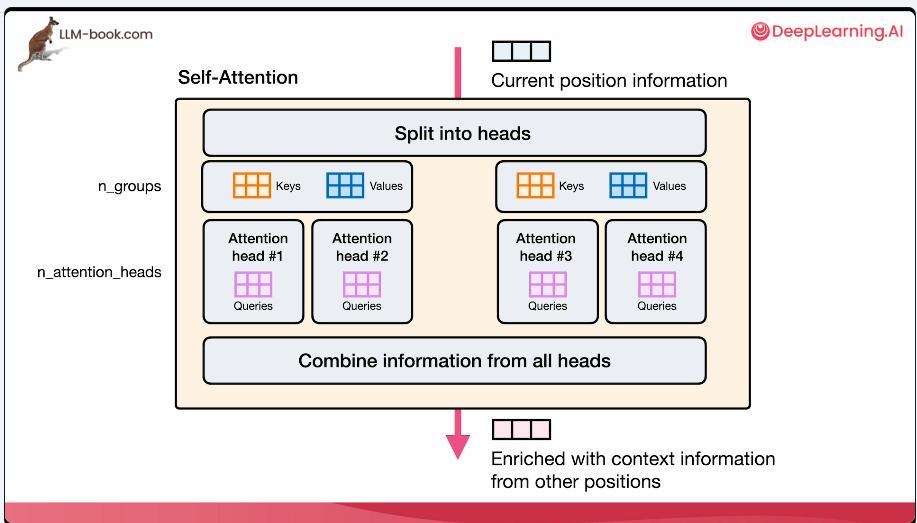 LLM-book.com
DeepLearning.AI
Self-Attention
Current position information
Split into heads
n_groups
Keys
Values
Keys
Values
n_attention_heads
Attention
head #1
Queries
Attention
head #2
Queries
Attention
head #3
Queries
Attention
head #4
Queries
Combine information from all heads
Enriched with context information
from other positions